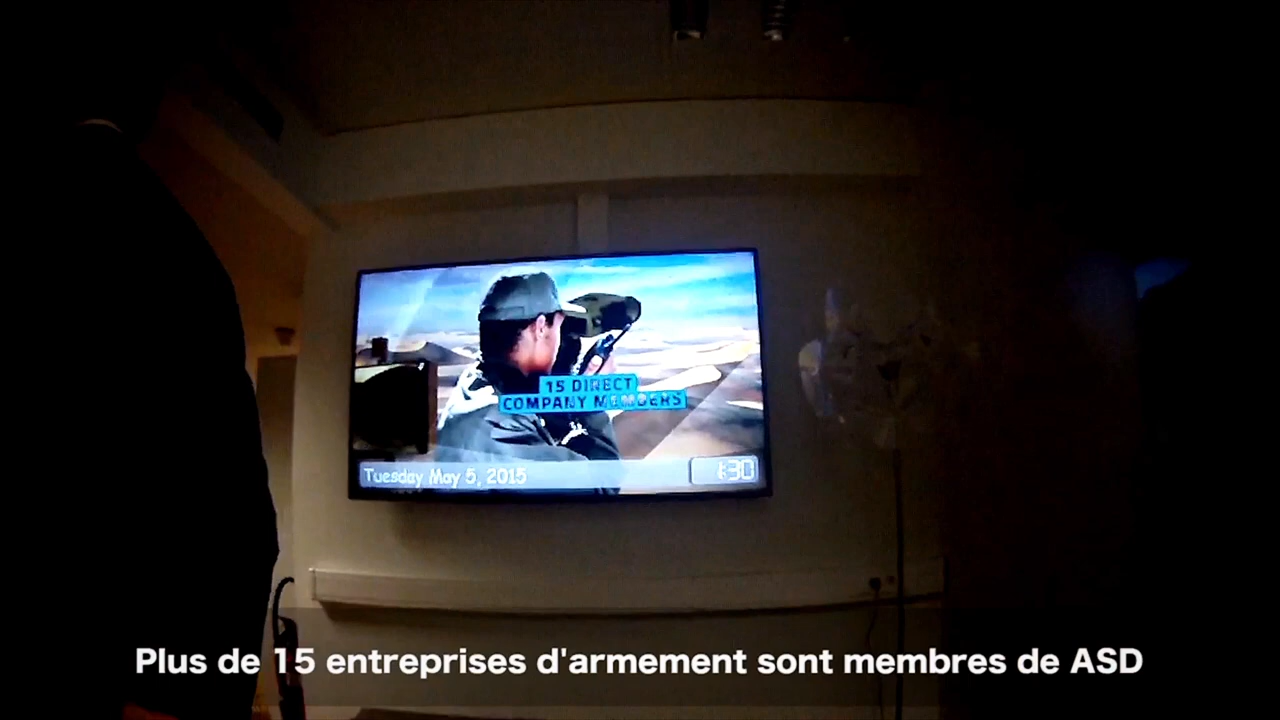 15 DIRECT
COMPANY MEMBERS
Tuesday May 5, 2015
1:30
Plus de 15 entreprises d'armement sont membres de ASD